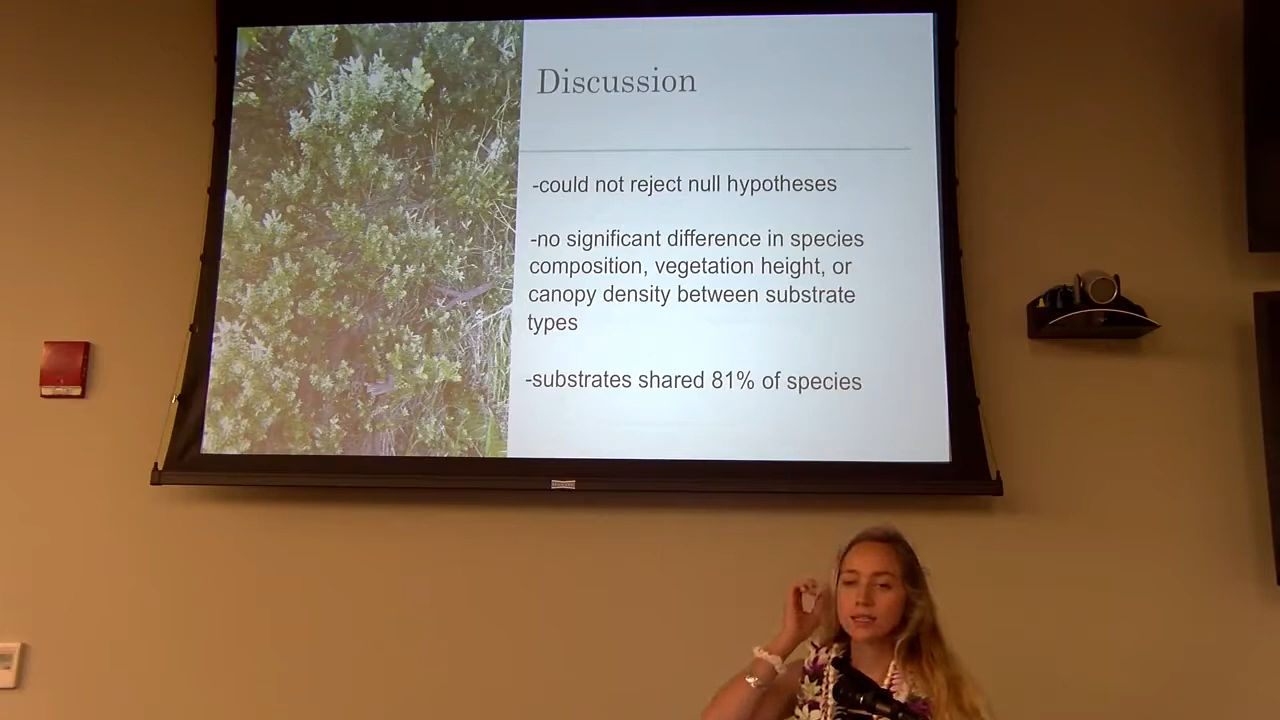 Discussion
-could not reject null hypotheses
-no significant difference in species
composition, vegetation height, or
canopy density between substrate
types
-substrates shared 81% of species